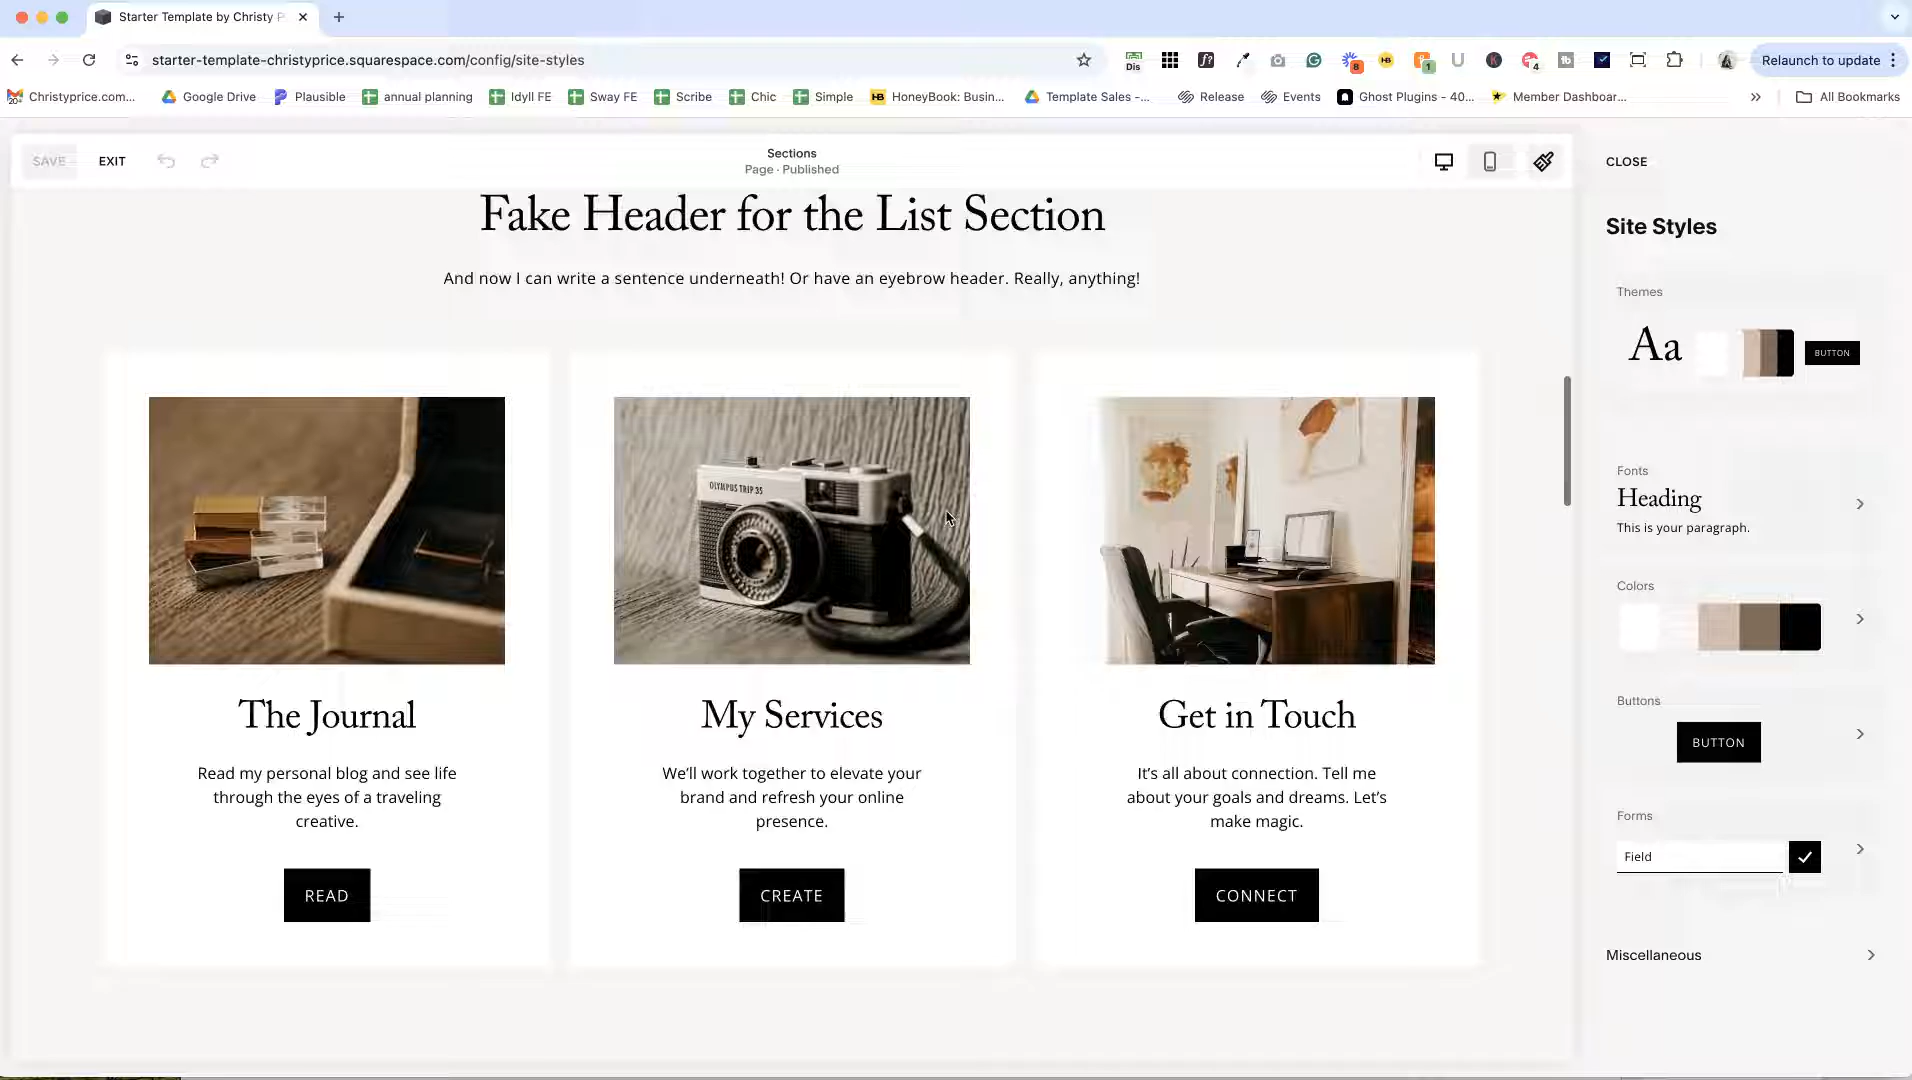 Starter Template by Christy P
starter-template-christyprice.squarespace.com/config/site-styles
Dis
8
1
4
Relaunch to update
Christyprice.com...
Google Drive
Plausible
annual planning
Idyll FE
Sway FE
Scribe
Chic
Simple
HB
HoneyBook: Busin...
Template Sales -...
Release
Events
Ghost Plugins - 40...
Member Dashboar...
All Bookmarks
SAVE
EXIT
Sections
Page · Published
CLOSE
Fake Header for the List Section
And now I can write a sentence underneath! Or have an eyebrow header. Really, anything!
OLYMPUS TRIP 35
The Journal
My Services
Get in Touch
Read my personal blog and see life
through the eyes of a traveling
creative.
We’ll work together to elevate your
brand and refresh your online
presence.
It’s all about connection. Tell me
about your goals and dreams. Let’s
make magic.
READ
CREATE
CONNECT
Site Styles
Themes
Aa
BUTTON
Fonts
Heading
This is your paragraph.
Colors
Buttons
BUTTON
Forms
Field
Miscellaneous